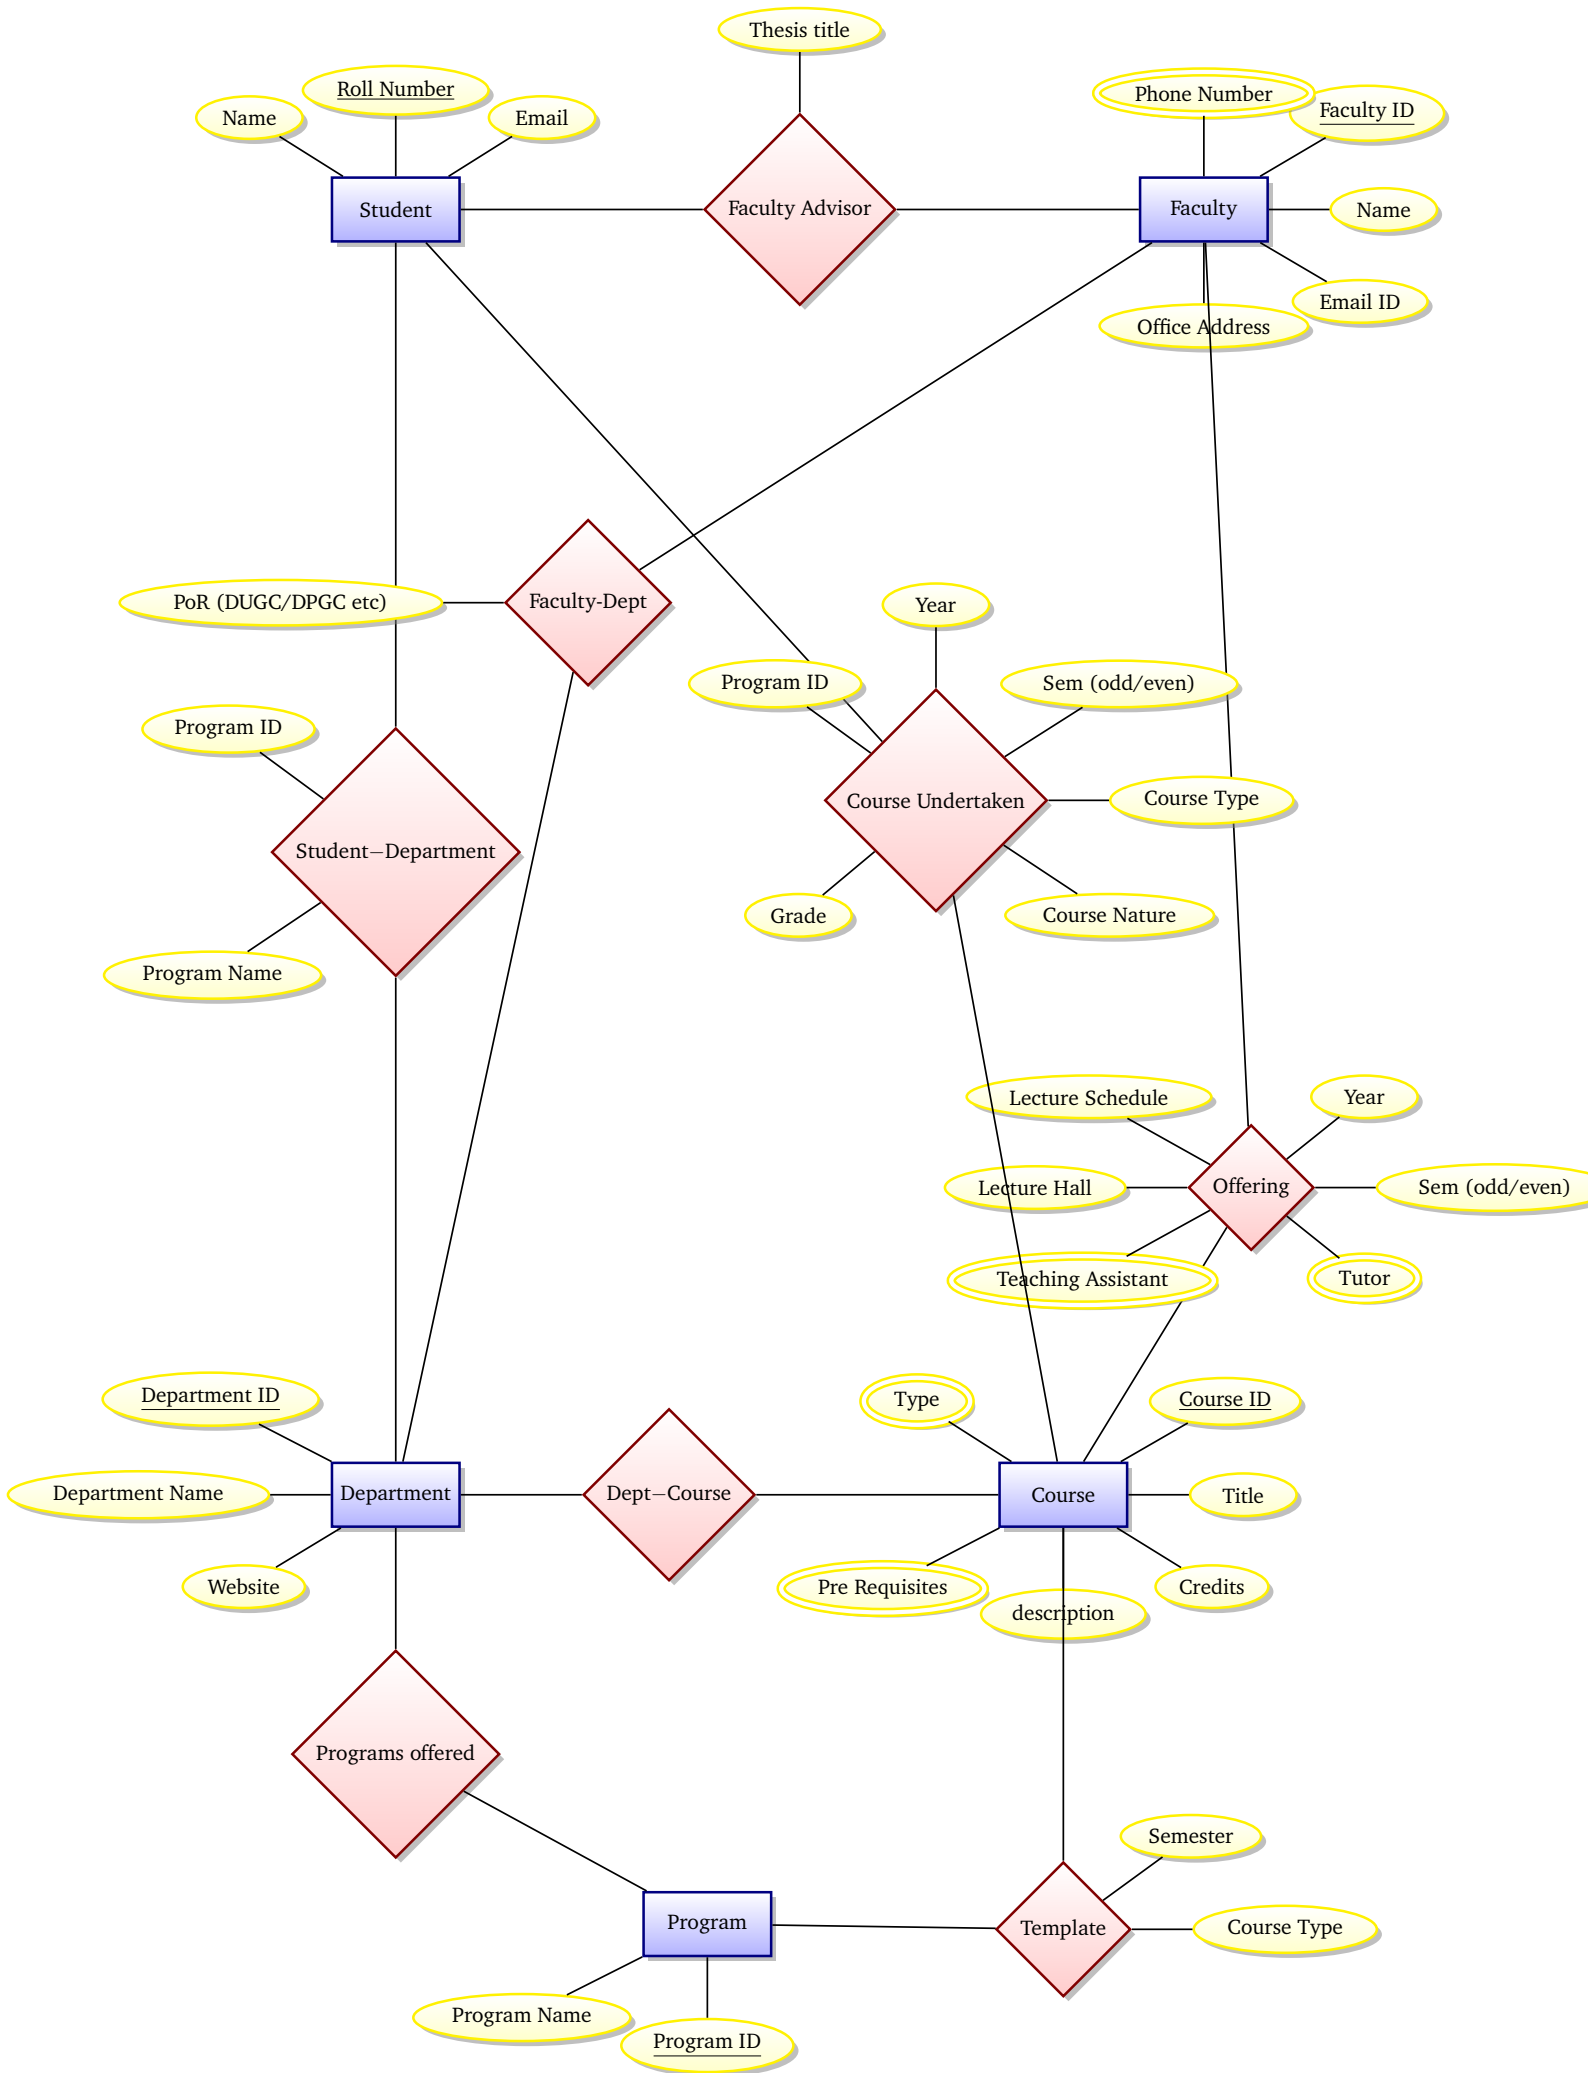 Thesis title
Roll Number
Name
Email
Phone Number
Faculty ID
Student
Faculty Advisor
Faculty
Name
Email ID
Office Address
PoR (DUGC/DPGC etc)
Faculty-Dept
Year
Program ID
Sem (odd/even)
Program ID
Course Undertaken
Course Type
Student−Department
Grade
Course Nature
Program Name
Lecture Schedule
Year
Lecture Hall
Offering
Sem (odd/even)
Teaching Assistant
Tutor
Department ID
Type
Course ID
Department Name
Department
Dept−Course
Course
Title
Website
Pre Requisites
Credits
description
Programs offered
Semester
Program
Template
Course Type
Program Name
Program ID